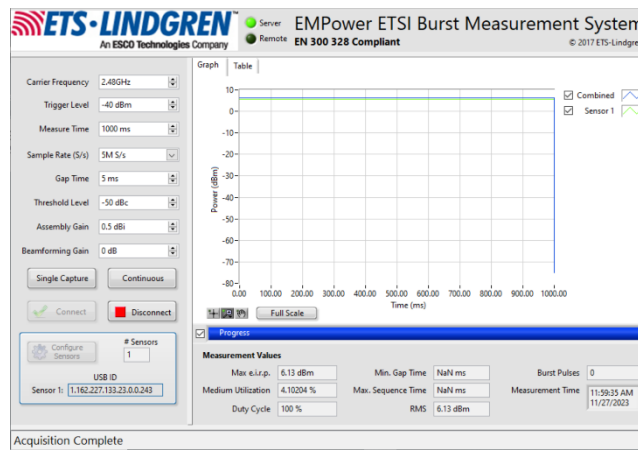 ETS·LINDGREN
An ESCO Technologies Company
Server
Remote
EMPower ETSI Burst Measurement System
EN 300 328 Compliant
© 2017 ETS-Lindgre
Carrier Frequency 2.48GHz
Trigger Level -40 dBm
Measure Time 1000 ms
Sample Rate (S/s) 5M S/s
Gap Time 5 ms
Threshold Level -50 dBc
Assembly Gain 0.5 dBi
Beamforming Gain 0 dB
Single Capture Continuous
Connect Disconnect
Configure Sensors
# Sensors
1
USB ID
Sensor 1: 1.162.227.133.23.0.0.243
Graph Table
Power (dBm)
10
0
-10
-20
-30
-40
-50
-60
-70
-80
0.00 100.00 200.00 300.00 400.00 500.00 600.00 700.00 800.00 900.00 1000.00
Time (ms)
Combined
Sensor 1
Full Scale
Progress
Measurement Values
Max e.i.r.p. 6.13 dBm Min. Gap Time NaN ms Burst Pulses 0
Medium Utilization 4.10204 % Max. Sequence Time NaN ms Measurement Time 11:59:35 AM
11/27/2023
Duty Cycle 100 % RMS 6.13 dBm
Acquisition Complete